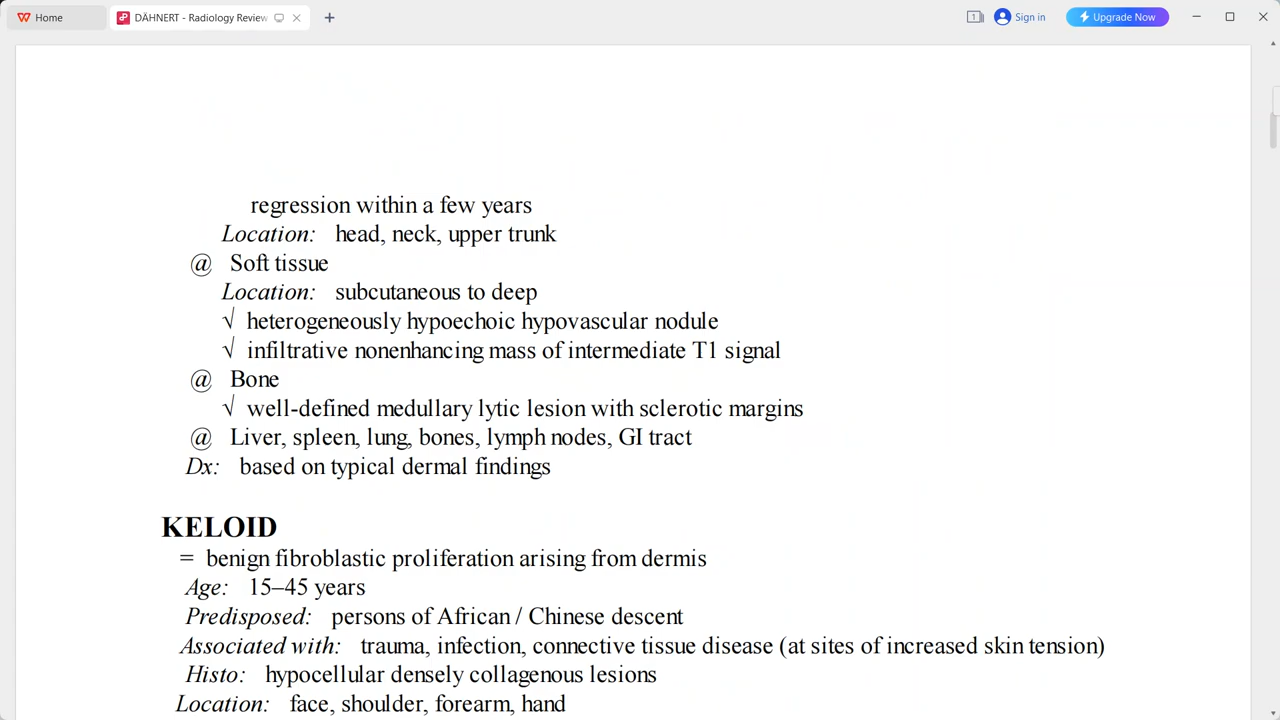 Home
DÄHNERT - Radiology Review
1
Sign in
Upgrade Now
regression within a few years
Location: head, neck, upper trunk
@ Soft tissue
Location: subcutaneous to deep
√ heterogeneously hypoechoic hypovascular nodule
√ infiltrative nonenhancing mass of intermediate T1 signal
@ Bone
√ well-defined medullary lytic lesion with sclerotic margins
@ Liver, spleen, lung, bones, lymph nodes, GI tract
Dx: based on typical dermal findings
KELOID
= benign fibroblastic proliferation arising from dermis
Age: 15–45 years
Predisposed: persons of African / Chinese descent
Associated with: trauma, infection, connective tissue disease (at sites of increased skin tension)
Histo: hypocellular densely collagenous lesions
Location: face, shoulder, forearm, hand